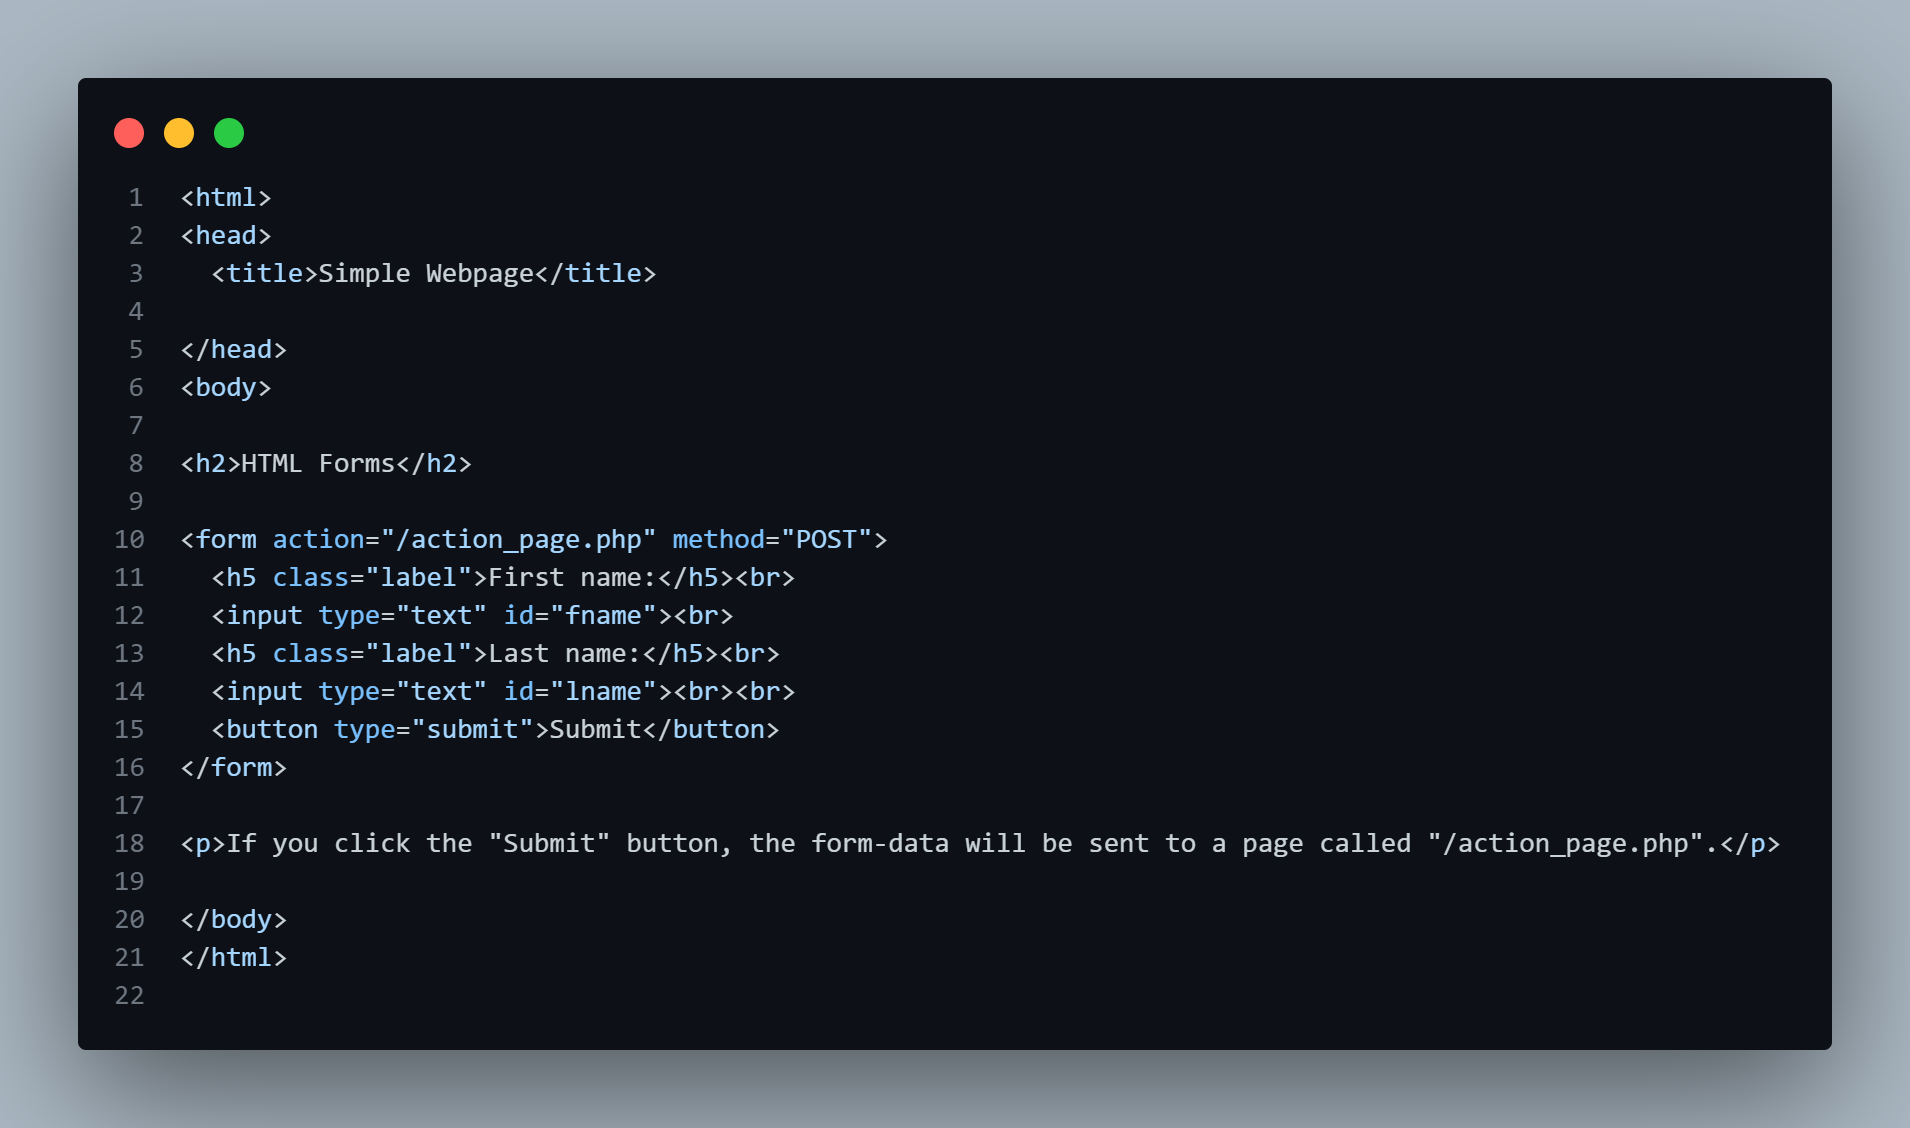 1 <html>
2 <head>
3   <title>Simple Webpage</title>
4
5 </head>
6 <body>
7
8 <h2>HTML Forms</h2>
9
10 <form action="/action_page.php" method="POST">
11   <h5 class="label">First name:</h5><br>
12   <input type="text" id="fname"><br>
13   <h5 class="label">Last name:</h5><br>
14   <input type="text" id="lname"><br><br>
15   <button type="submit">Submit</button>
16 </form>
17
18 <p>If you click the "Submit" button, the form-data will be sent to a page called "/action_page.php".</p>
19
20 </body>
21 </html>
22